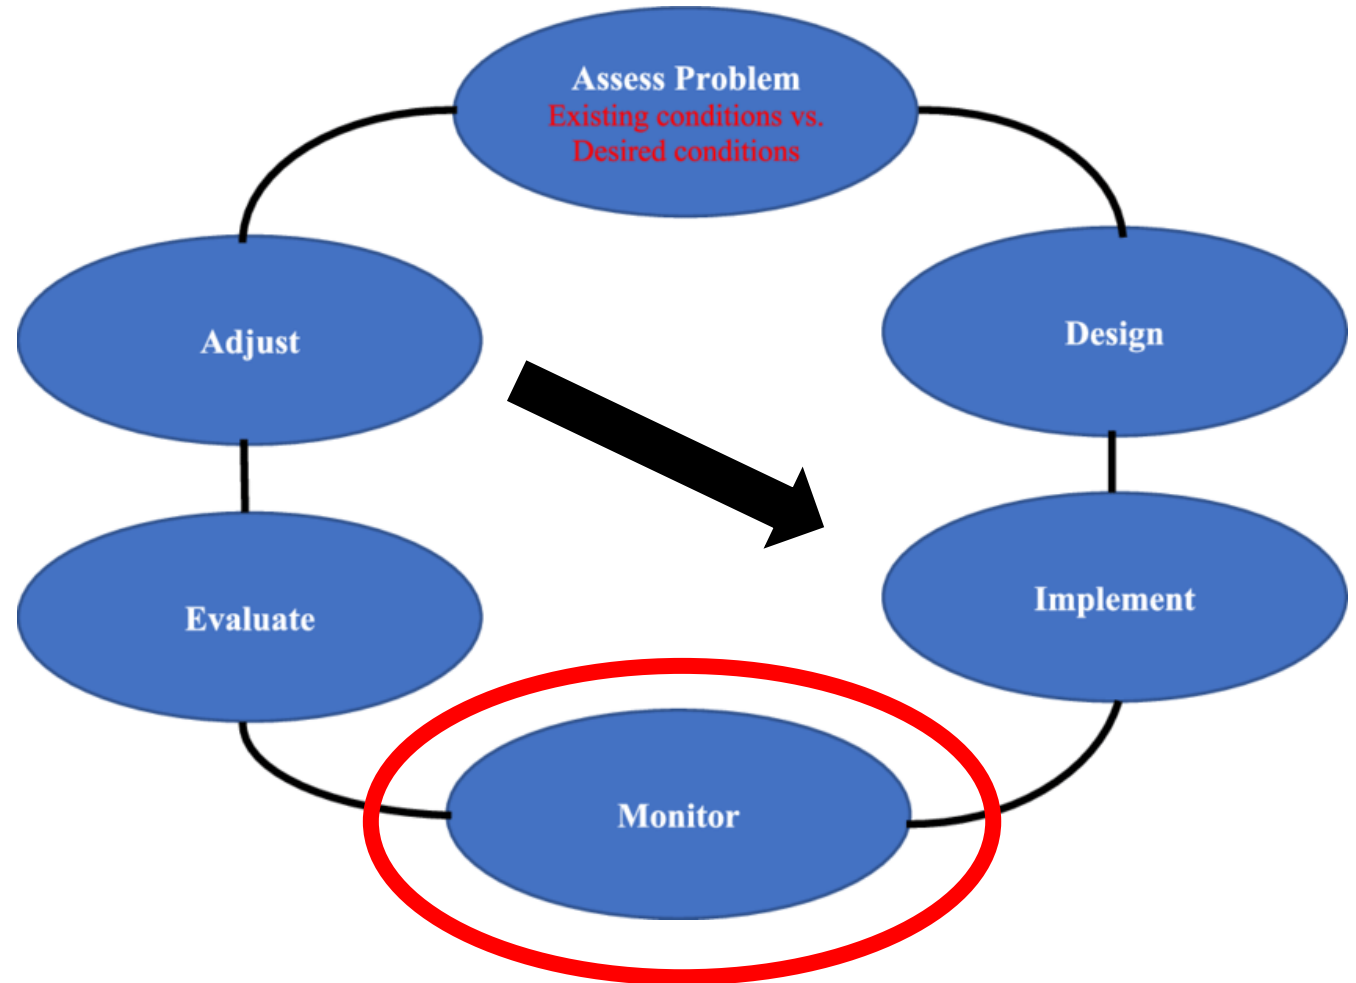 Assess Problem
Existing conditions vs.
Desired conditions
Adjust
Design
Evaluate
Implement
Monitor